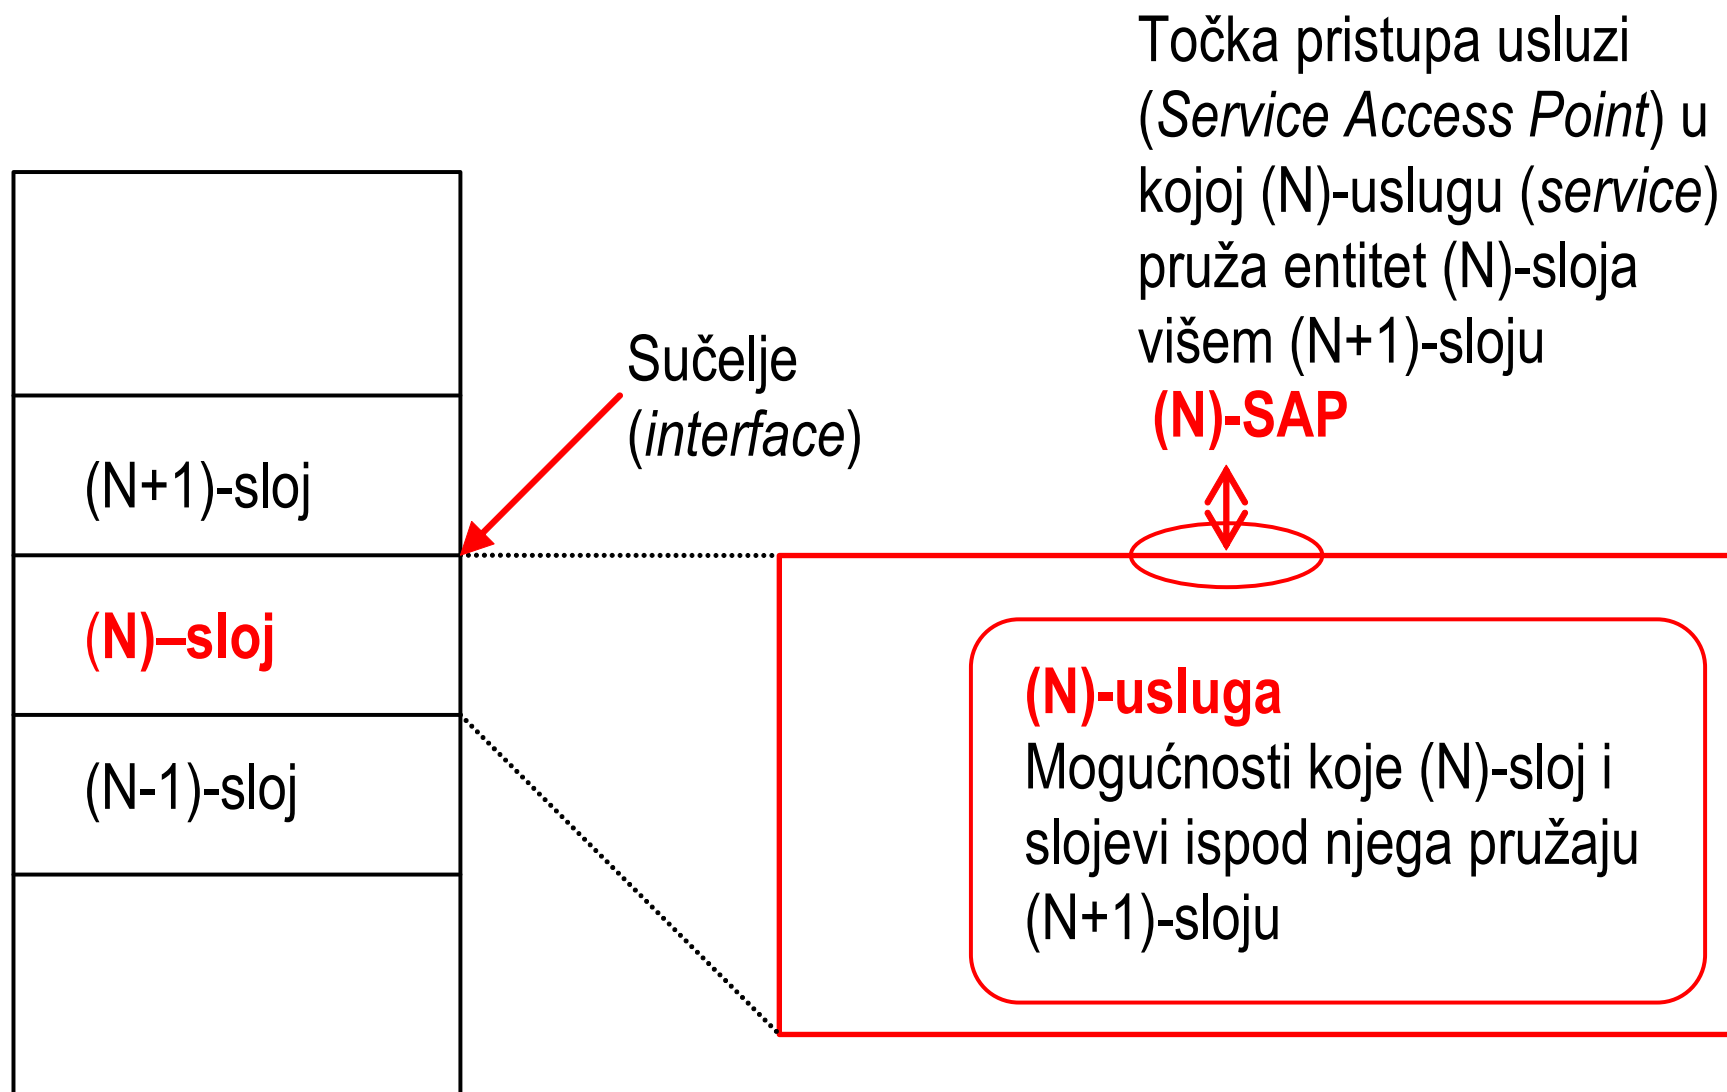 Točka pristupa usluzi
(Service Access Point) u
kojoj (N)-uslugu (service)
pruža entitet (N)-sloja
višem (N+1)-sloju
(N)-SAP
Sučelje
(interface)
(N+1)-sloj
(N)–sloj
(N-1)-sloj
(N)-usluga
Mogućnosti koje (N)-sloj i
slojevi ispod njega pružaju
(N+1)-sloju